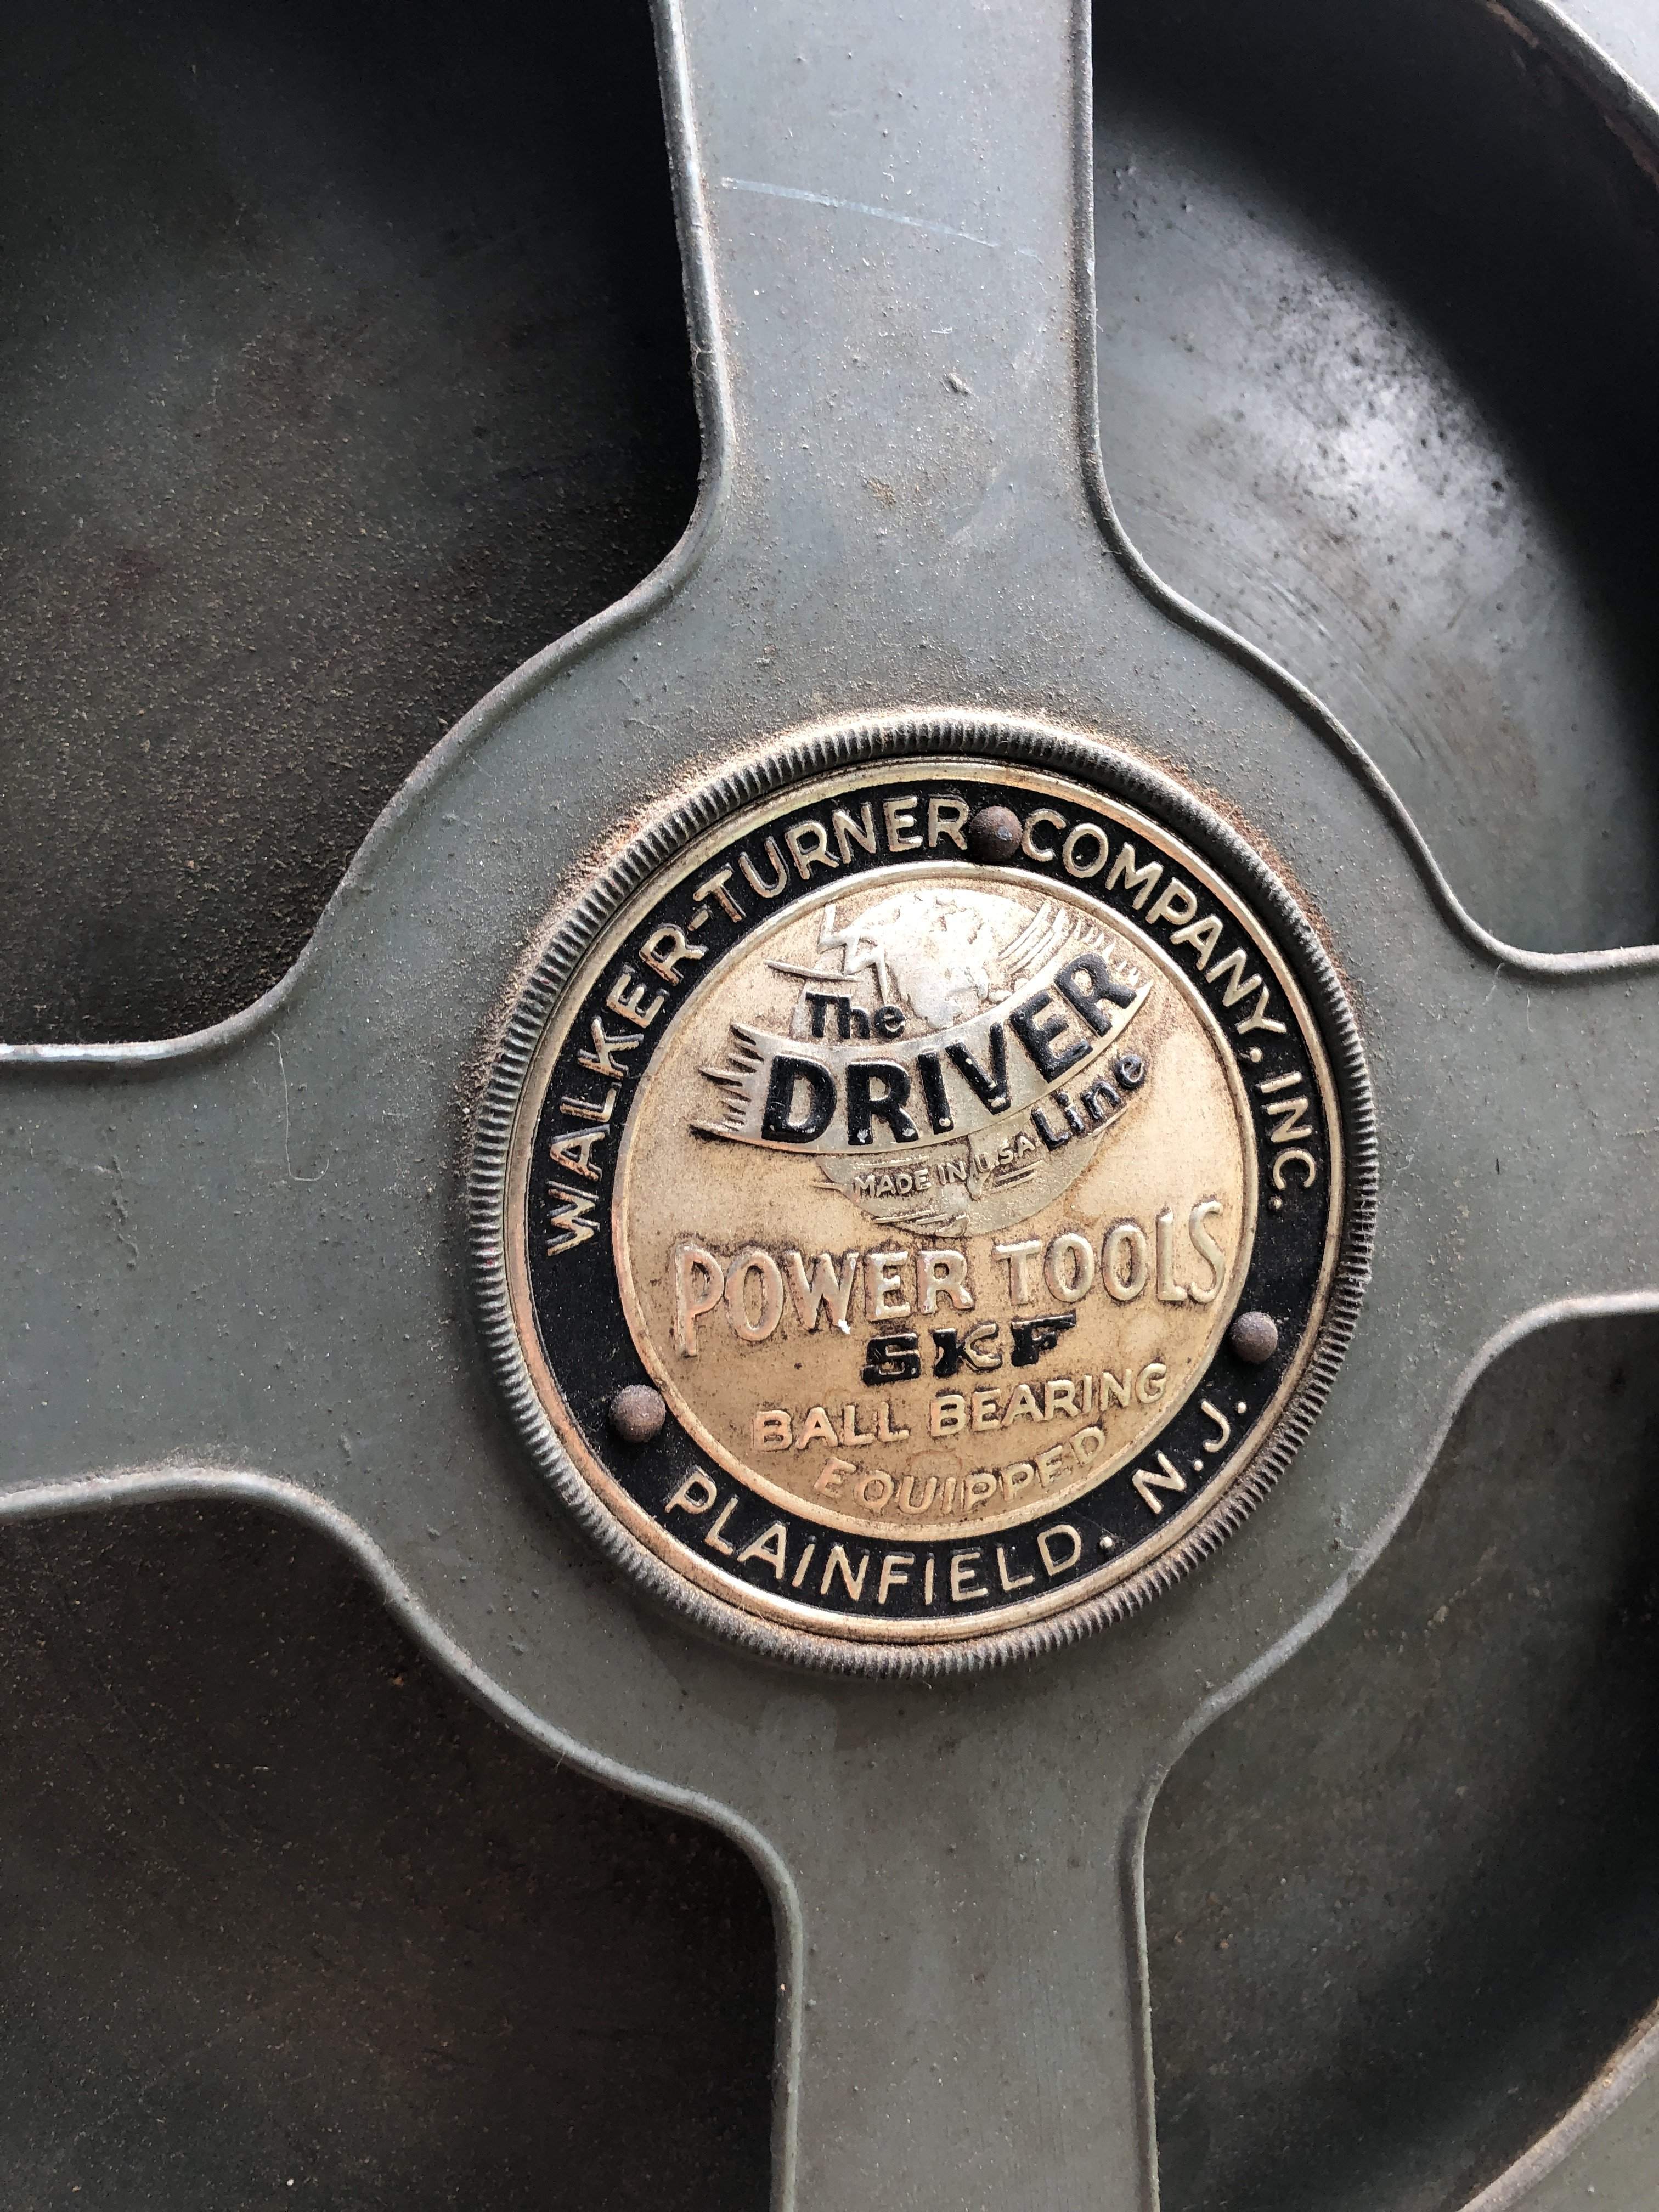 WALKER-TURNER COMPANY, INC.
The
DRIVER
Line
MADE IN U.S.A.
POWER TOOLS
SKF
BALL BEARING
EQUIPPED
PLAINFIELD. N.J.